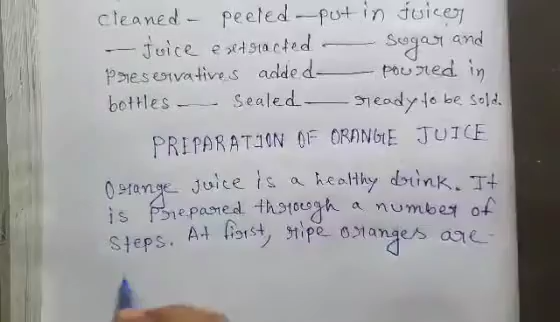 cleaned - peeled - put in juicer
- juice extracted - sugar and
preservatives added - poured in
bottles - sealed - ready to be sold.
PRIPARATION OF ORANGE JUICE
Orange juice is a healthy drink. It
is prepared through a number of
steps. At first, ripe oranges are-